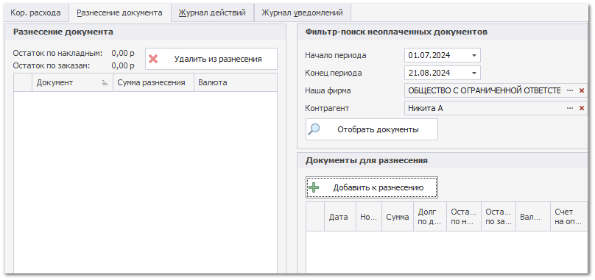 Кор. расхода Разнесение документа Журнал действий Журнал уведомлений
Разнесение документа
Остаток по накладным: 0,00 р
Остаток по заказан: 0,00 р
Удалить из разнесения
Документ Сумма разнесения Валюта
Фильтр-поиск неоплаченных документов
Начало периода 01.07.2024
Конец периода 21.08.2024
Наша фирма ОБЩЕСТВО С ОГРАНИЧЕННОЙ ОТВЕТСТЕ
Контрагент Никита А
Отобрать документы
Документы для разнесения
Добавить к разнесению
Дата Но... Сумма Долг по д... Оста... по н... Оста... по за... Вал... Счет на оп...